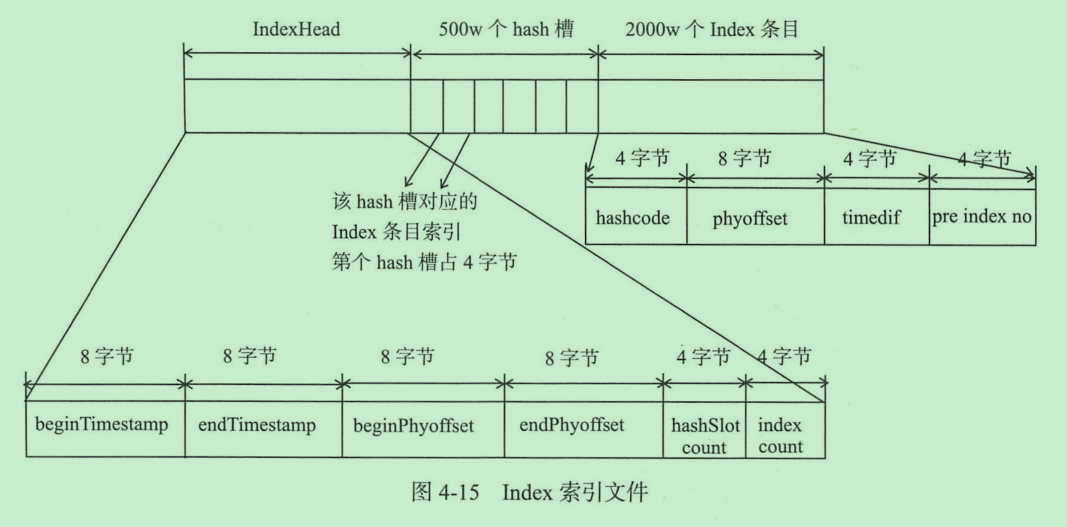 IndexHead
500w 个 hash 槽
2000w 个 Index 条目
4 字节
8 字节
4 字节
4 字节
hashcode
phyoffset
timedif
pre index no
该 hash 槽对应的
Index 条目索引
第个 hash 槽占 4 字节
8 字节
8 字节
8 字节
8 字节
4 字节
4 字节
beginTimestamp
endTimestamp
beginPhyoffset
endPhyoffset
hashSlot
count
index
count
图 4-15 Index 索引文件